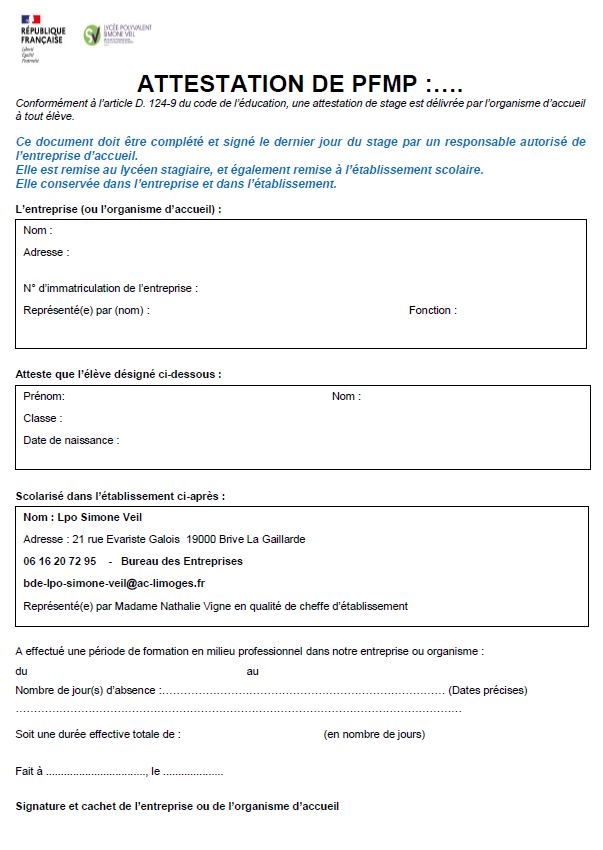 RÉPUBLIQUE
FRANÇAISE
Liberté
Égalité
Fraternité
LYCÉE POLYVALENT
SIMONE VEIL
ATTESTATION DE PFMP :….
Conformément à l’article D. 124-9 du code de l’éducation, une attestation de stage est délivrée par l’organisme d’accueil
à tout élève.
Ce document doit être complété et signé le dernier jour du stage par un responsable autorisé de
l’entreprise d’accueil.
Elle est remise au lycéen stagiaire, et également remise à l’établissement scolaire.
Elle conservée dans l’entreprise et dans l’établissement.
L’entreprise (ou l’organisme d’accueil) :
Nom :
Adresse :
N° d’immatriculation de l’entreprise :
Représenté(e) par (nom) : Fonction :
Atteste que l’élève désigné ci-dessous :
Prénom: Nom :
Classe :
Date de naissance :
Scolarisé dans l’établissement ci-après :
Nom : Lpo Simone Veil
Adresse : 21 rue Evariste Galois 19000 Brive La Gaillarde
06 16 20 72 95 - Bureau des Entreprises
bde-lpo-simone-veil@ac-limoges.fr
Représenté(e) par Madame Nathalie Vigne en qualité de cheffe d’établissement
A effectué une période de formation en milieu professionnel dans notre entreprise ou organisme :
du au
Nombre de jour(s) d’absence :…………………………………………………………………… (Dates précises)
……………………………………………………………………………………………………………
Soit une durée effective totale de : (en nombre de jours)
Fait à .................................., le ....................
Signature et cachet de l’entreprise ou de l’organisme d’accueil